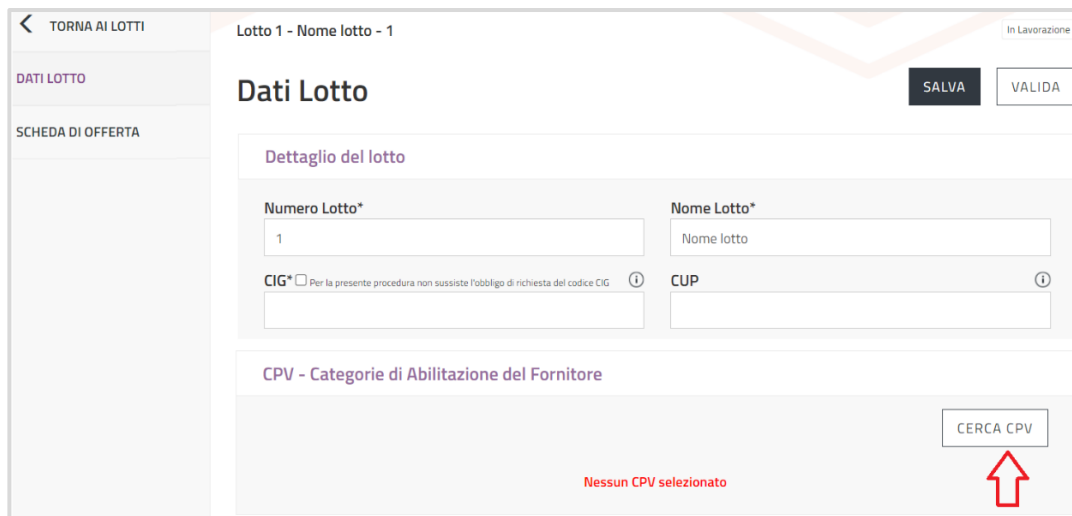 TORNA AI LOTTI
DATI LOTTO
SCHEDA DI OFFERTA
Lotto 1 - Nome lotto - 1
In Lavorazione
Dati Lotto
SALVA
VALIDA
Dettaglio del lotto
Numero Lotto*
Nome Lotto*
1
Nome lotto
CIG* Per la presente procedura non sussiste l'obbligo di richiesta del codice CIG
CUP
CPV - Categorie di Abilitazione del Fornitore
CERCA CPV
Nessun CPV selezionato